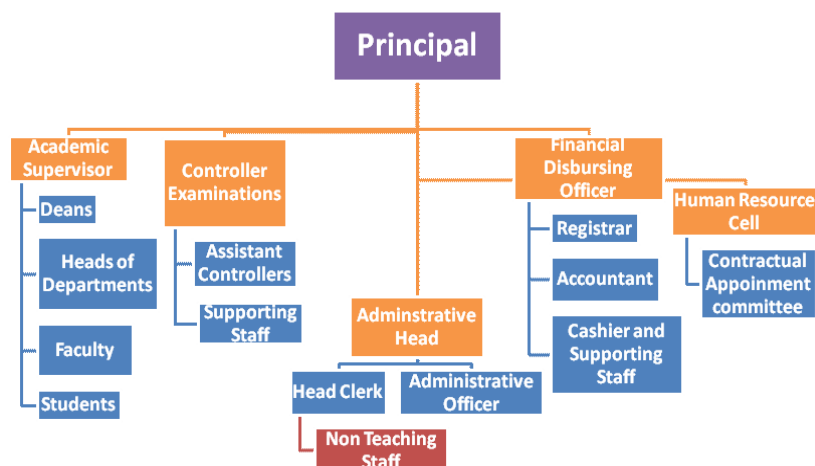 Principal
Academic
Supervisor
Deans
Heads of
Departments
Faculty
Students
Controller
Examinations
Assistant
Controllers
Supporting
Staff
Adminstrative
Head
Head Clerk
Administrative
Officer
Non Teaching
Staff
Financial
Disbursing
Officer
Registrar
Accountant
Cashier and
Supporting
Staff
Human Resource
Cell
Contractual
Appoinment
committee